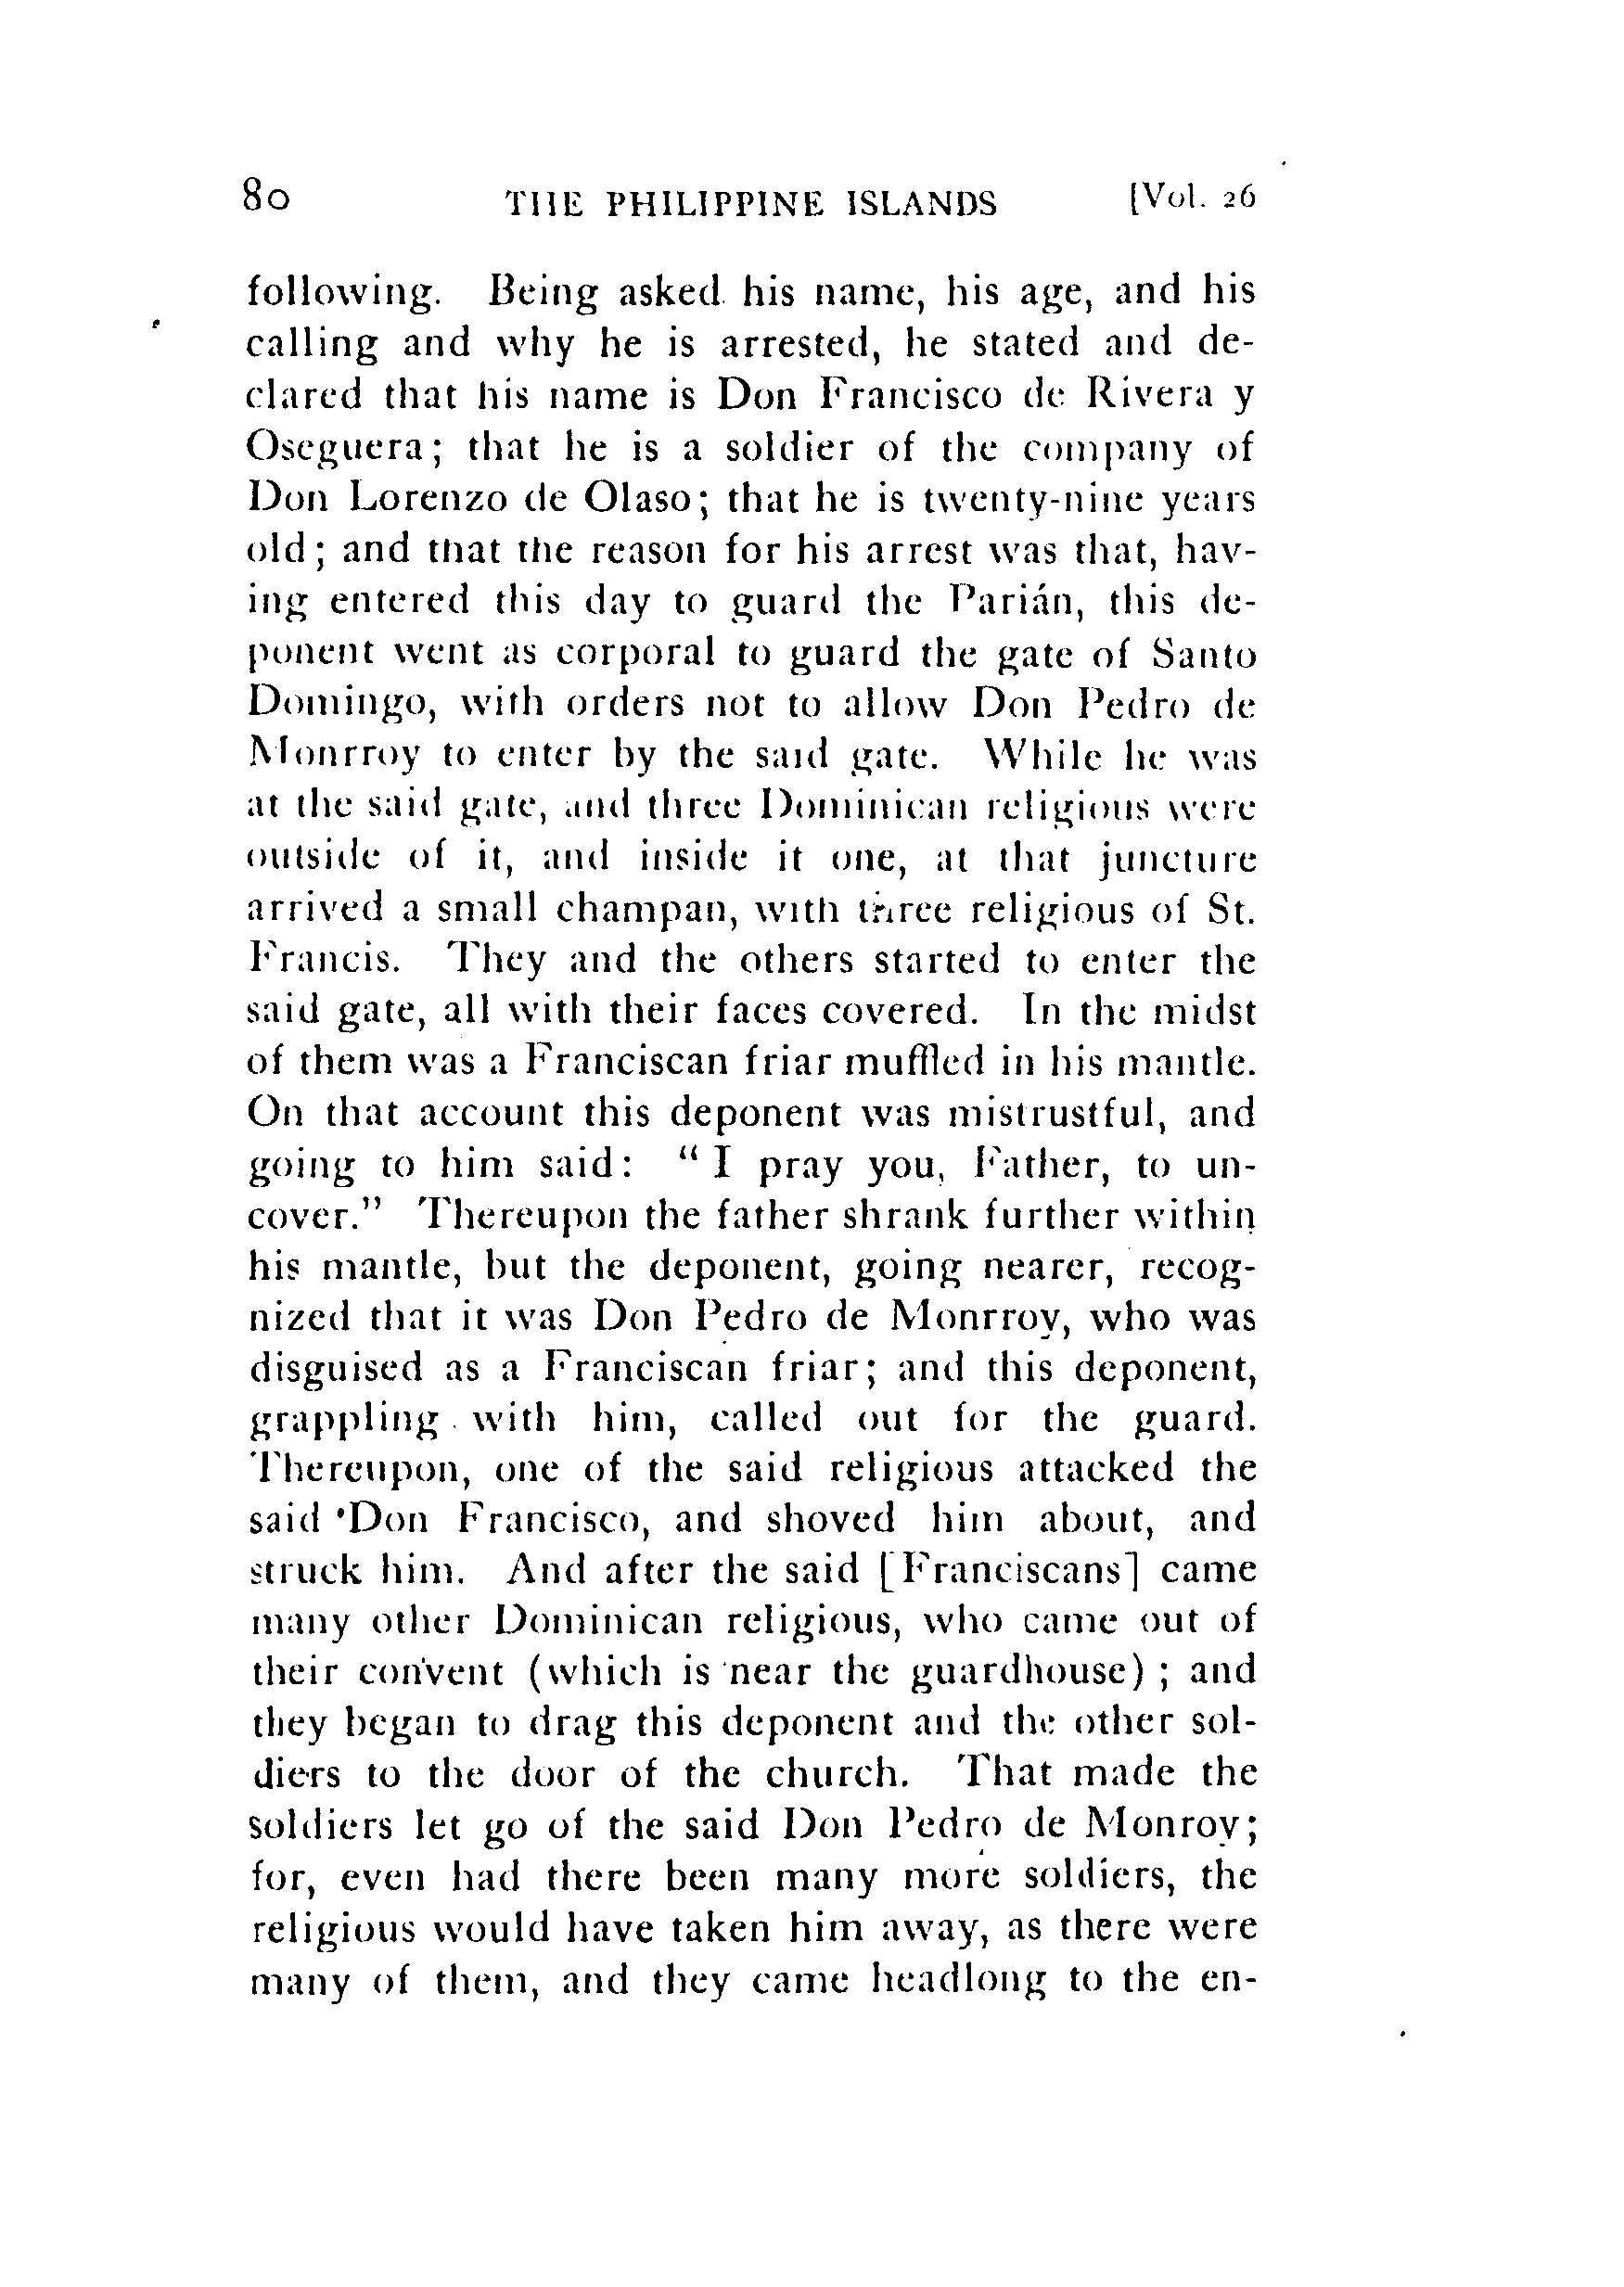 80 THE PHILIPPINE ISLANDS [Vol. 26
following. Being asked his name, his age, and his
calling and why he is arrested, he stated and de-
clared that his name is Don Francisco de Rivera y
Oseguera; that he is a soldier of the company of
Don Lorenzo de Olaso; that he is twenty-nine years
old; and that the reason for his arrest was that, hav-
ing entered this day to guard the Parián, this de-
ponent went as corporal to guard the gate of Santo
Domingo, with orders not to allow Don Pedro de
Monrroy to enter by the said gate. While he was
at the said gate, and three Dominican religious were
outside of it, and inside it one, at that juncture
arrived a small champan, with three religious of St.
Francis. They and the others started to enter the
said gate, all with their faces covered. In the midst
of them was a Franciscan friar muffled in his mantle.
On that account this deponent was mistrustful, and
going to him said: " I pray you, Father, to un-
cover." Thereupon the father shrank further within
his mantle, but the deponent, going nearer, recog-
nized that it was Don Pedro de Monrroy, who was
disguised as a Franciscan friar; and this deponent,
grappling with him, called out for the guard.
Thereupon, one of the said religious attacked the
said Don Francisco, and shoved him about, and
struck him. And after the said [Franciscans] came
many other Dominican religious, who came out of
their convent (which is near the guardhouse) ; and
they began to drag this deponent and the other sol-
diers to the door of the church. That made the
soldiers let go of the said Don Pedro de Monroy;
for, even had there been many more soldiers, the
religious would have taken him away, as there were
many of them, and they came headlong to the en-